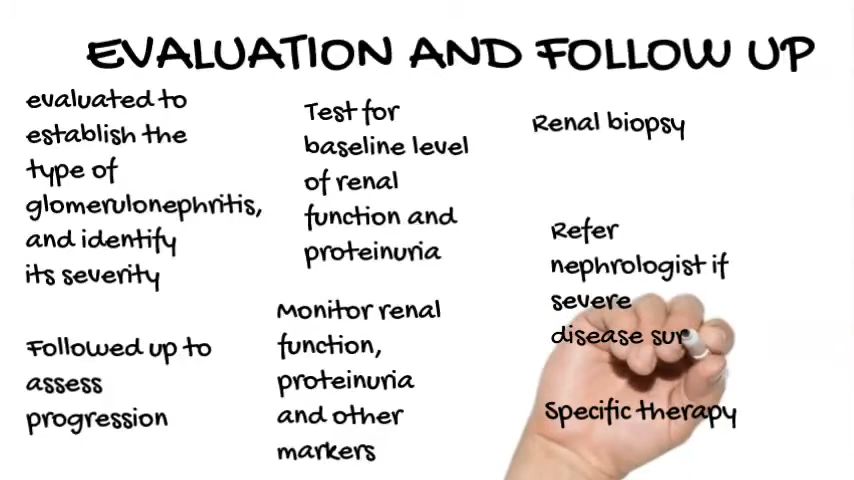 EVALUATION AND FOLLOW UP
evaluated to
establish the
type of
glomerulonephritis,
and identify
its severity
Followed up to
assess
progression
Test for
baseline level
of renal
function and
proteinuria
Monitor renal
function,
proteinuria
and other
markers
Renal biopsy
Refer
nephrologist if
severe
disease sur
Specific therapy